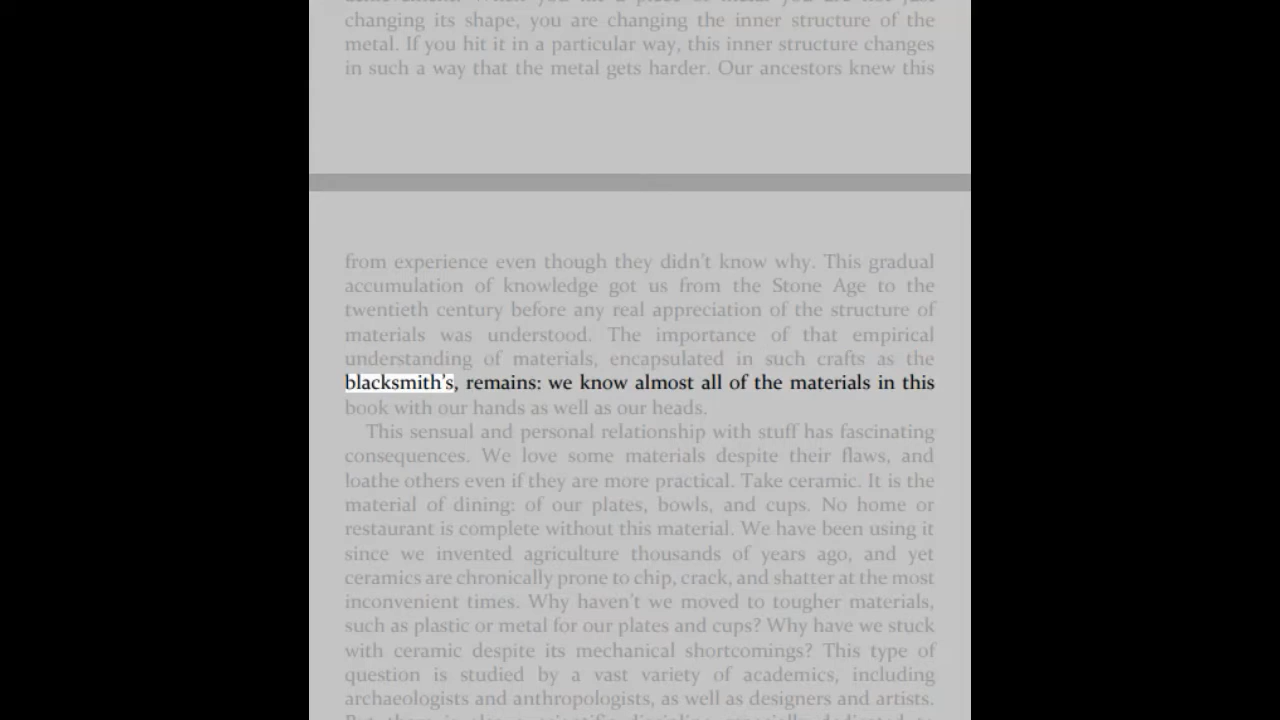 changing its shape, you are changing the inner structure of the
metal. If you hit it in a particular way, this inner structure changes
in such a way that the metal gets harder. Our ancestors knew this
from experience even though they didn't know why. This gradual
accumulation of knowledge got us from the Stone Age to the
twentieth century before any real appreciation of the structure of
materials was understood. The importance of that empirical
understanding of materials, encapsulated in such crafts as the
blacksmith's, remains: we know almost all of the materials in this
book with our hands as well as our heads.
This sensual and personal relationship with stuff has fascinating
consequences. We love some materials despite their flaws, and
loathe others even if they are more practical. Take ceramic. It is the
material of dining: of our plates, bowls, and cups. No home or
restaurant is complete without this material. We have been using it
since we invented agriculture thousands of years ago, and yet
ceramics are chronically prone to chip, crack, and shatter at the most
inconvenient times. Why haven't we moved to tougher materials,
such as plastic or metal for our plates and cups? Why have we stuck
with ceramic despite its mechanical shortcomings? This type of
question is studied by a vast variety of academics, including
archaeologists and anthropologists, as well as designers and artists.